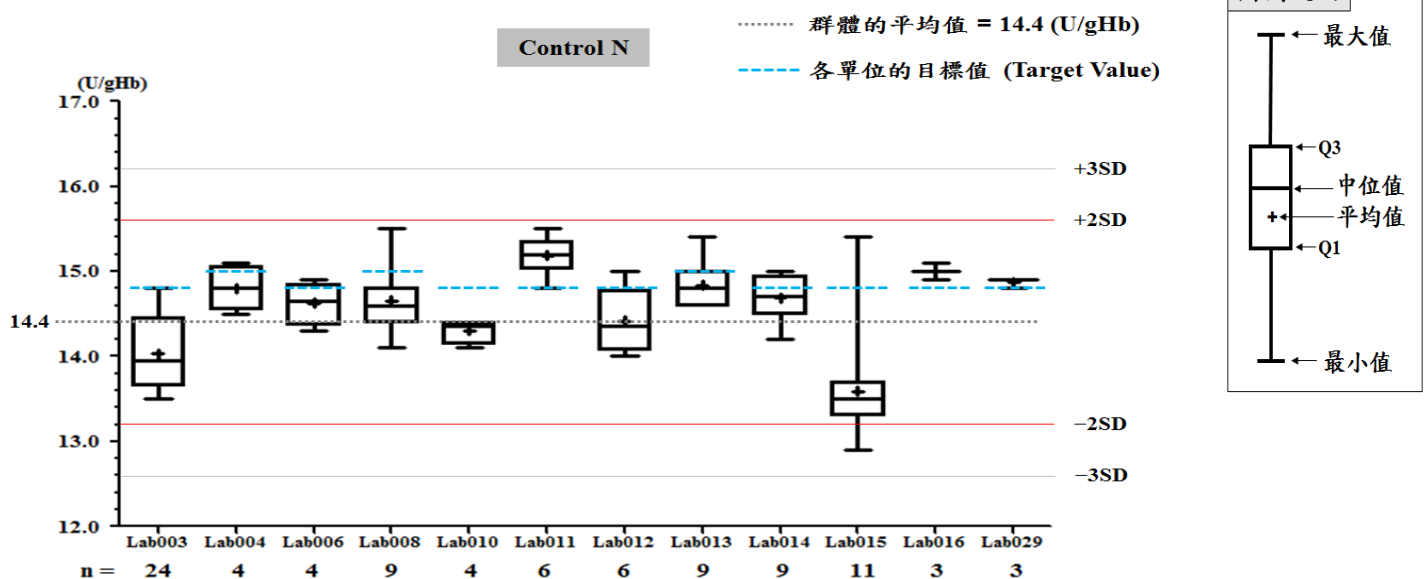 群體的平均值 = 14.4 (U/gHb)
Control N
各單位的目標值 (Target Value)
(U/gHb)
17.0
16.0
15.0
14.4
14.0
13.0
12.0
+3SD
+2SD
−2SD
−3SD
Lab003 Lab004 Lab006 Lab008 Lab010 Lab011 Lab012 Lab013 Lab014 Lab015 Lab016 Lab029
n = 24 4 4 9 4 6 6 9 9 11 3 3
最大值
Q3
中位值
平均值
Q1
最小值